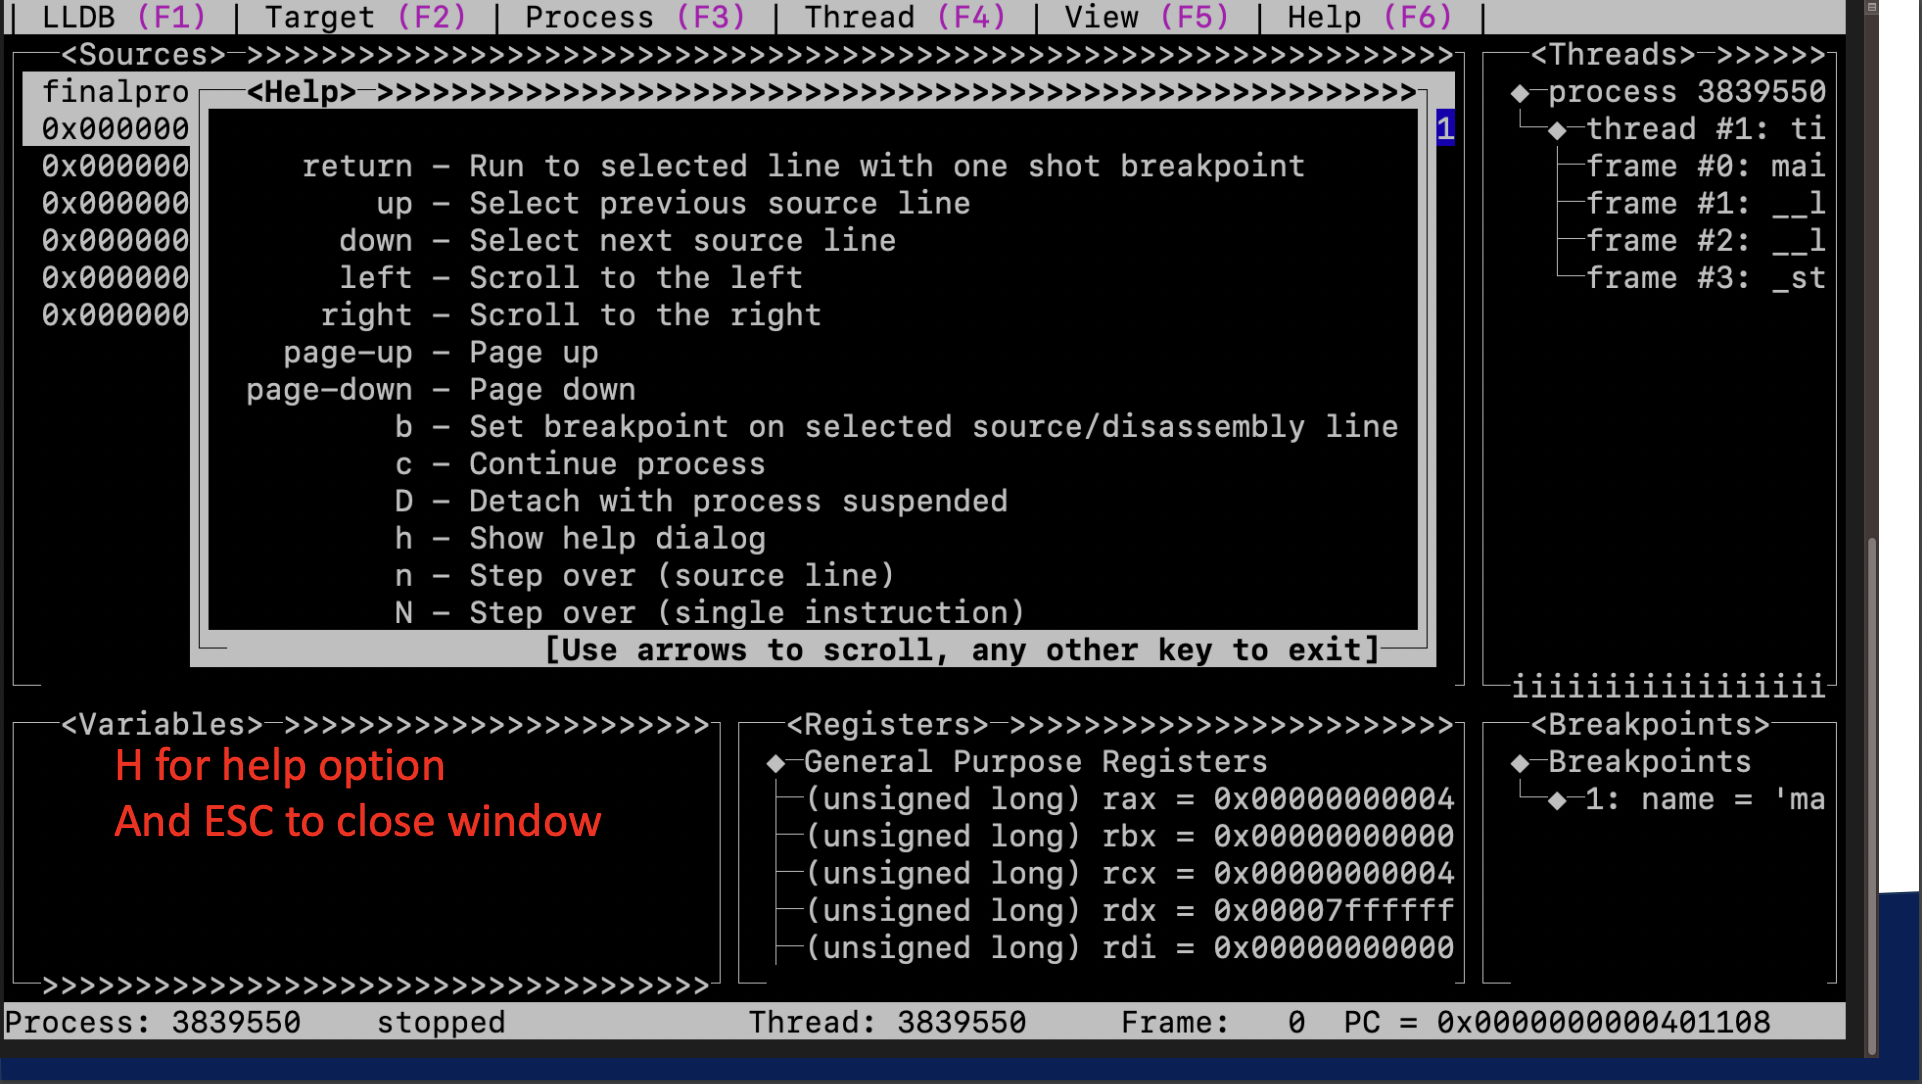 LLDB (F1) | Target (F2) | Process (F3) | Thread (F4) | View (F5) | Help (F6) |
<Sources>
finalpro
0x000000
0x000000
0x000000
0x000000
0x000000
0x000000
1
<Help>
return – Run to selected line with one shot breakpoint
up – Select previous source line
down – Select next source line
left – Scroll to the left
right – Scroll to the right
page–up – Page up
page–down – Page down
b – Set breakpoint on selected source/disassembly line
c – Continue process
D – Detach with process suspended
h – Show help dialog
n – Step over (source line)
N – Step over (single instruction)
[Use arrows to scroll, any other key to exit]
<Threads>
process 3839550
thread #1: ti
frame #0: mai
frame #1: __l
frame #2: __l
frame #3: _st
iiiiiiiiiiiiiiiii
<Variables>
H for help option
And ESC to close window
<Registers>
General Purpose Registers
(unsigned long) rax = 0x00000000004
(unsigned long) rbx = 0x00000000000
(unsigned long) rcx = 0x00000000004
(unsigned long) rdx = 0x00007ffffff
(unsigned long) rdi = 0x00000000000
<Breakpoints>
Breakpoints
1: name = 'ma
Process: 3839550 stopped Thread: 3839550 Frame: 0 PC = 0x0000000000401108